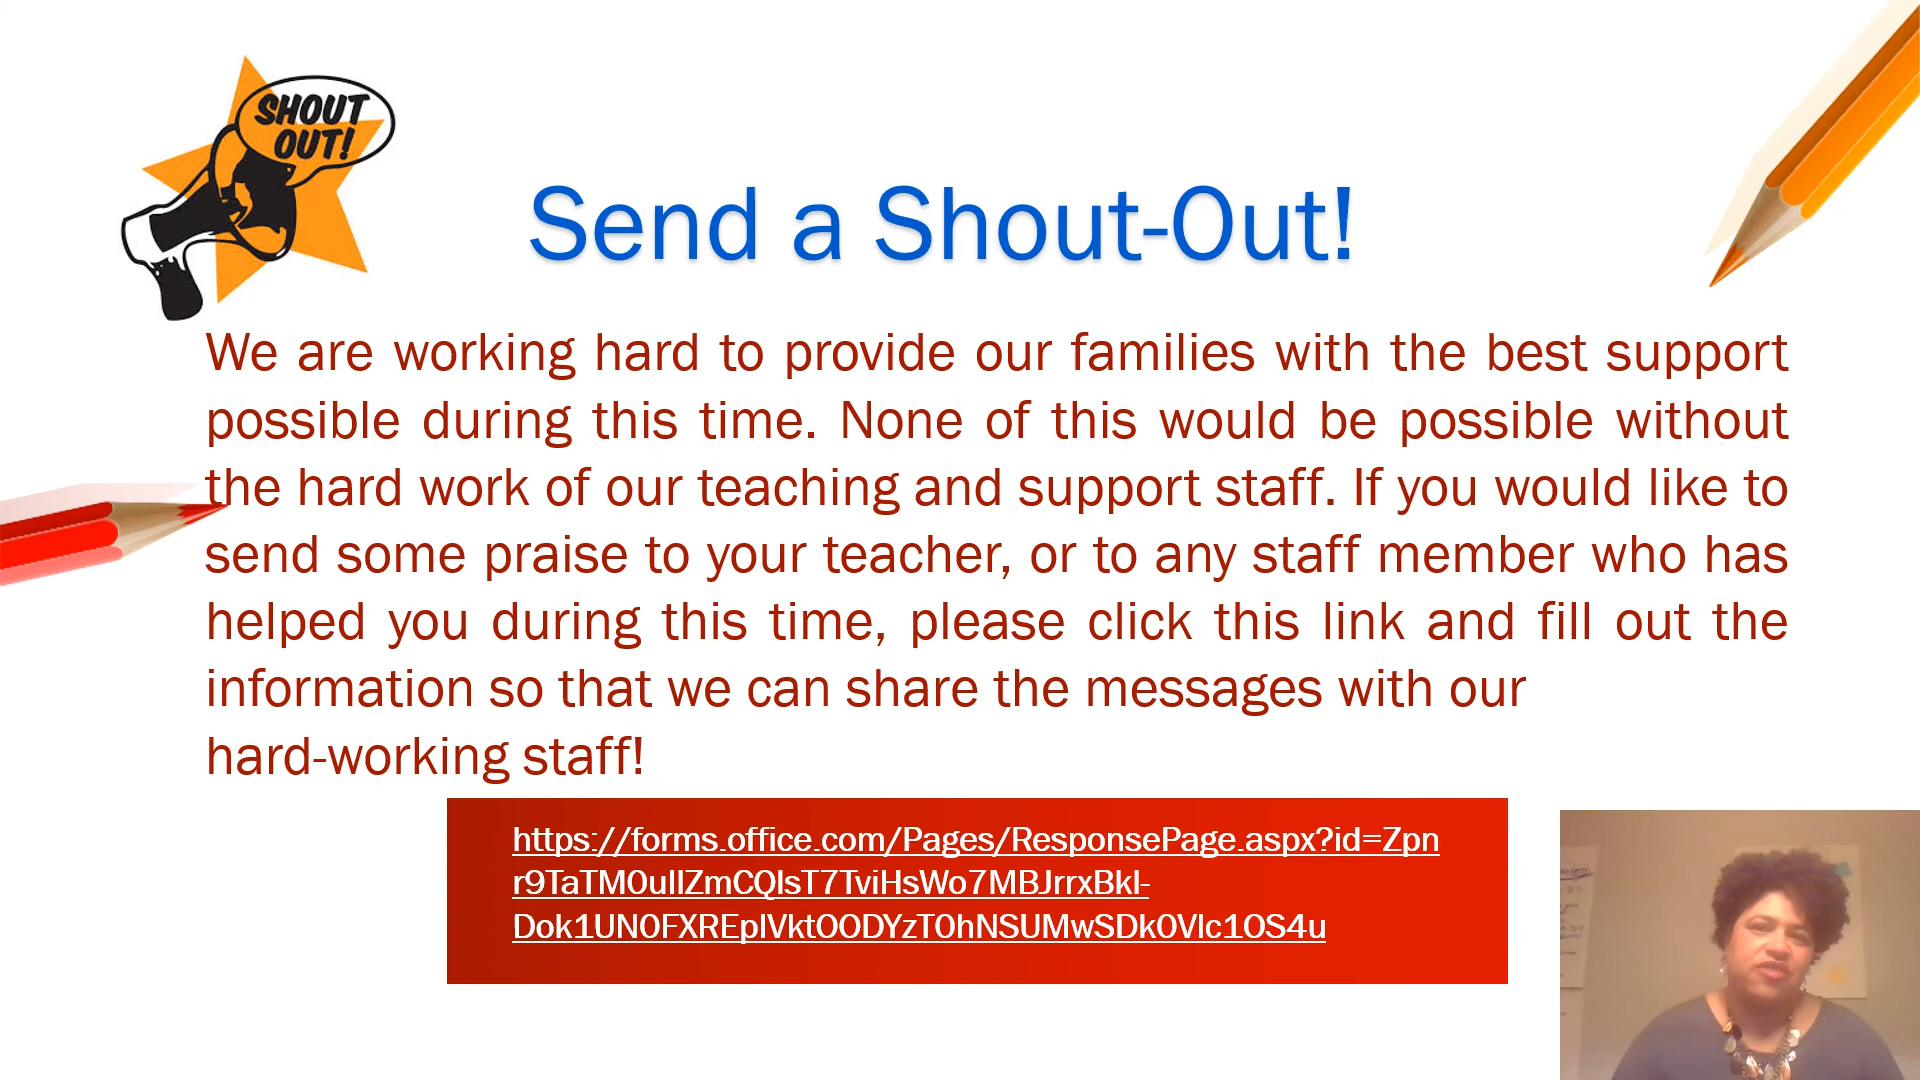 SHOUT
OUT!
Send a Shout-Out!
We are working hard to provide our families with the best support
possible during this time. None of this would be possible without
the hard work of our teaching and support staff. If you would like to
send some praise to your teacher, or to any staff member who has
helped you during this time, please click this link and fill out the
information so that we can share the messages with our
hard-working staff!
https://forms.office.com/Pages/ResponsePage.aspx?id=Zpn
r9TaTM0uIlZmCQIsT7TviHsWo7MBJrrxBkI-
Dok1UN0FXREpIVktOODYzT0hNSUMwSDk0Vlc1OS4u